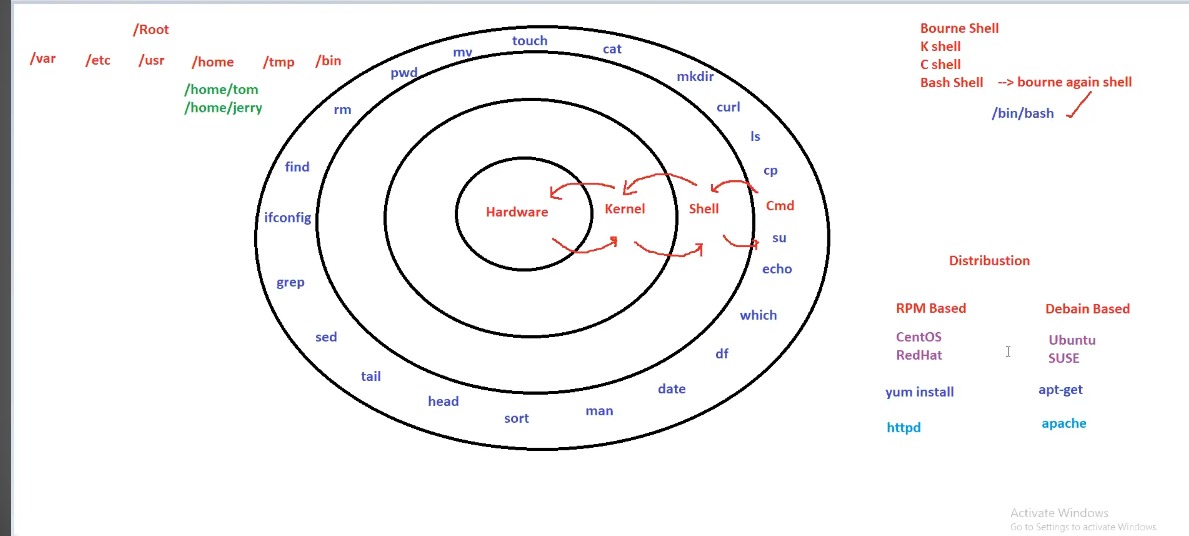 /Root
/var /etc /usr /home /tmp /bin
/home/tom
/home/jerry
touch
mv
cat
pwd
mkdir
rm
curl
ls
find
cp
ifconfig
Hardware Kernel Shell Cmd
su
echo
grep
which
sed
df
tail
date
head
man
sort
Bourne Shell
K shell
C shell
Bash Shell --> bourne again shell
/bin/bash
Distribustion
RPM Based Debain Based
CentOS Ubuntu
RedHat SUSE
yum install apt-get
httpd apache
Activate Windows
Go to Settings to activate Windows.